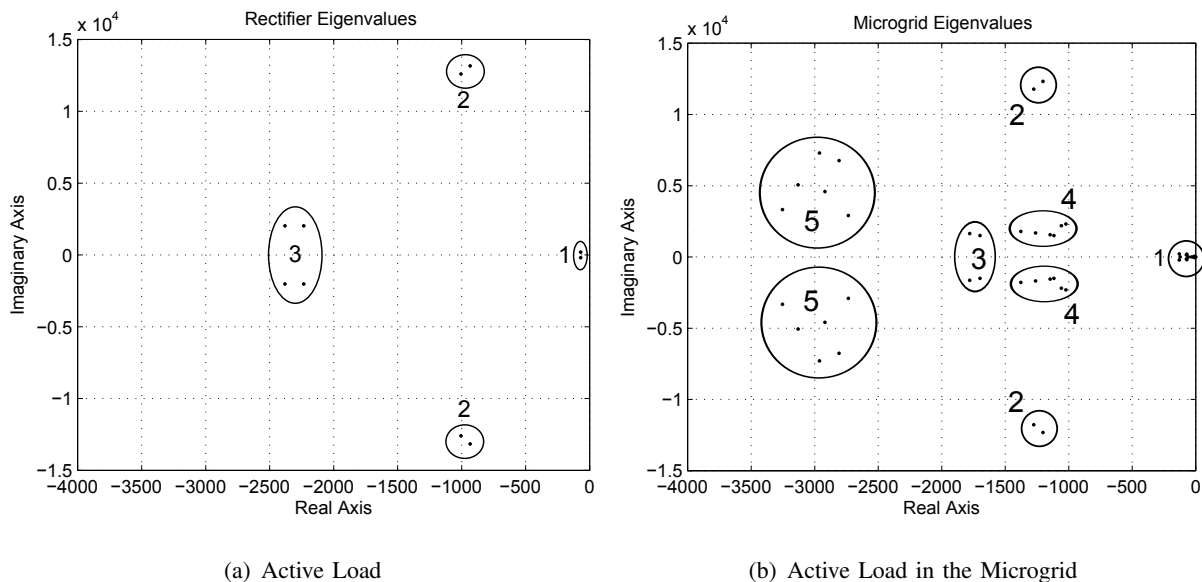 Rectifier Eigenvalues
x 10^4
1.5
1
0.5
0
−0.5
−1
−1.5
Imaginary Axis
2
3
1
2
−4000 −3500 −3000 −2500 −2000 −1500 −1000 −500 0
Real Axis
(a) Active Load
Microgrid Eigenvalues
x 10^4
1.5
1
0.5
0
−0.5
−1
−1.5
Imaginary Axis
2
5
4
3
1
5
4
2
−4000 −3500 −3000 −2500 −2000 −1500 −1000 −500 0
Real Axis
(b) Active Load in the Microgrid